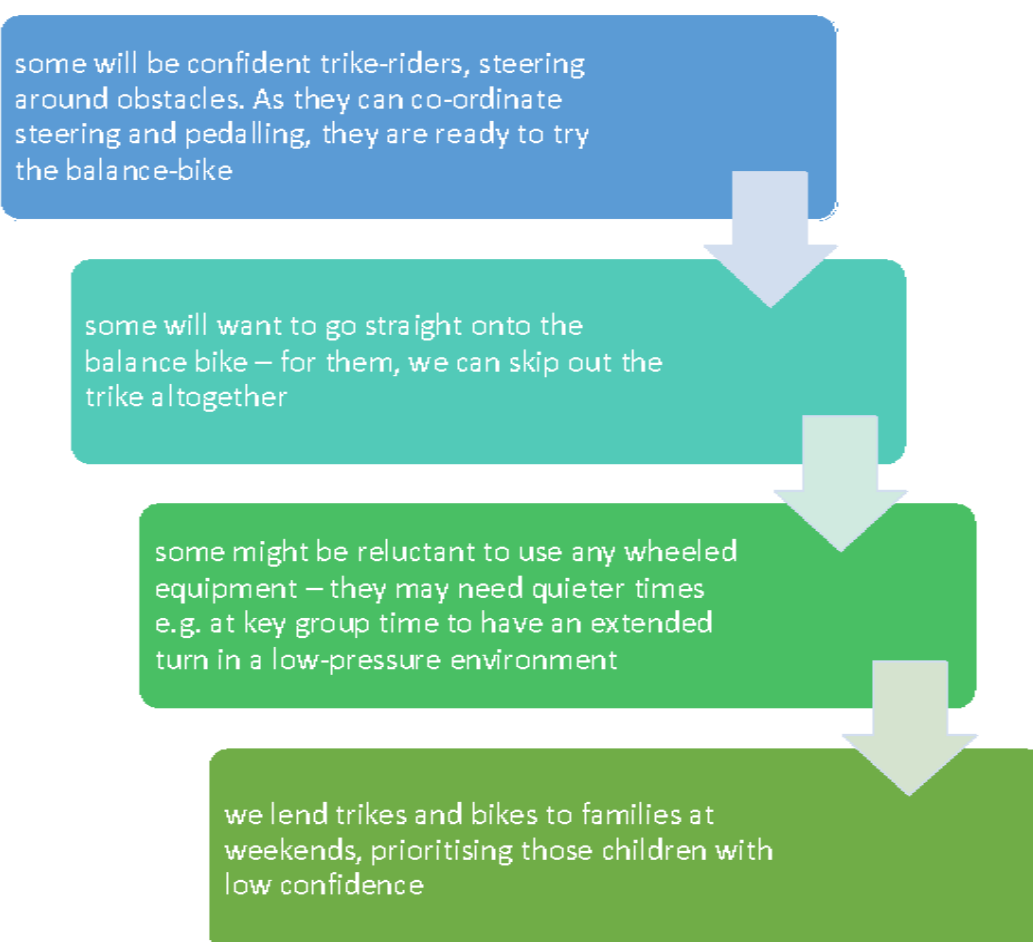 some will be confident trike-riders, steering
around obstacles. As they can co-ordinate
steering and pedalling, they are ready to try
the balance-bike
some will want to go straight onto the
balance bike – for them, we can skip out the
trike altogether
some might be reluctant to use any wheeled
equipment – they may need quieter times
e.g. at key group time to have an extended
turn in a low-pressure environment
we lend trikes and bikes to families at
weekends, prioritising those children with
low confidence